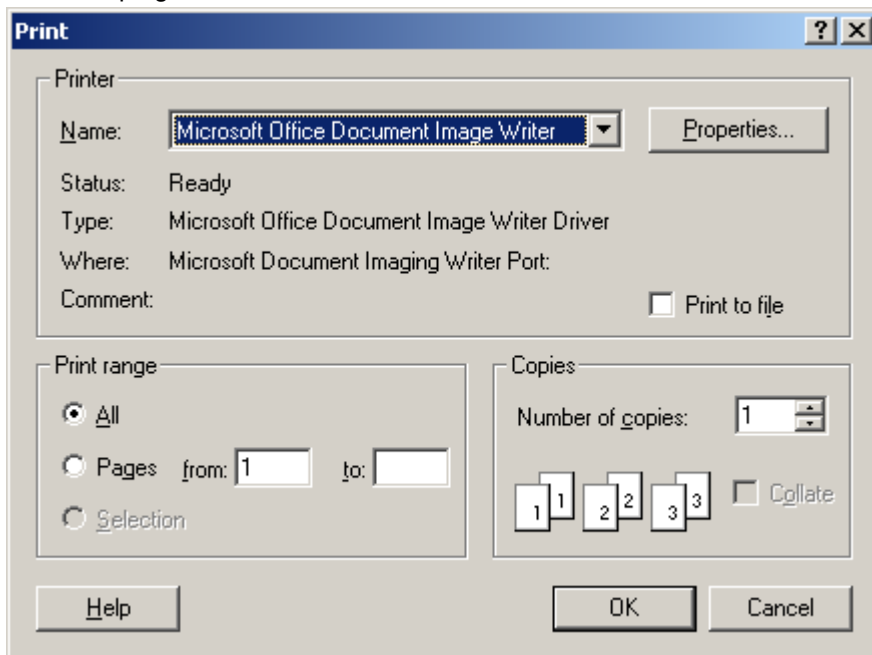 Print
Printer
Name: Microsoft Office Document Image Writer Properties...
Status: Ready
Type: Microsoft Office Document Image Writer Driver
Where: Microsoft Document Imaging Writer Port:
Comment:
Print to file
Print range
All
Pages from: 1 to:
Selection
Copies
Number of copies: 1
1 1 2 2 3 3 Collate
Help OK Cancel